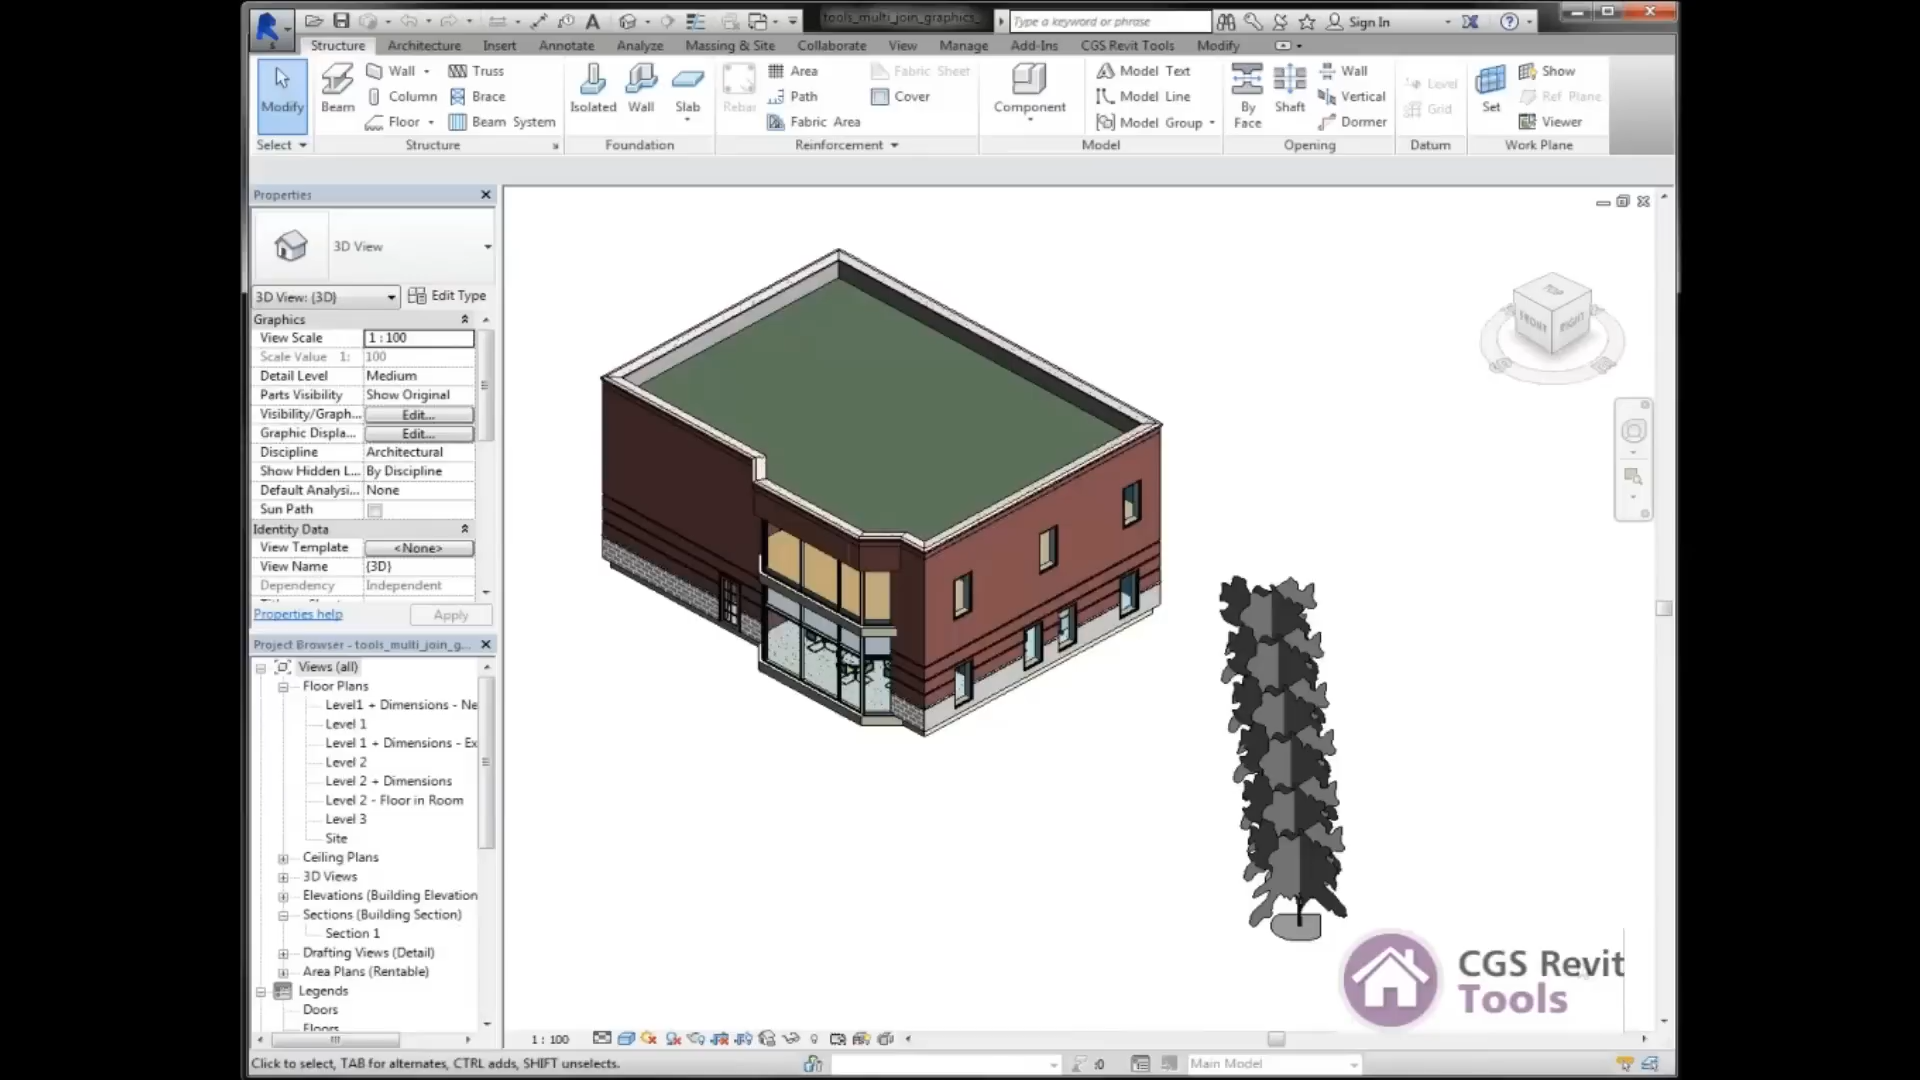 tools_multi_join_graphics_
Type a keyword or phrase
Sign In
Structure Architecture Insert Annotate Analyze Massing & Site Collaborate View Manage Add-Ins CGS Revit Tools Modify
Modify
Select
Beam
Wall
Column
Floor
Truss
Brace
Beam System
Structure
Isolated
Wall
Slab
Foundation
Rebar
Area
Path
Fabric Area
Fabric Sheet
Cover
Reinforcement
Component
Model Text
Model Line
Model Group
Model
By
Face
Shaft
Wall
Vertical
Dormer
Opening
Level
Grid
Datum
Set
Show
Ref Plane
Viewer
Work Plane
Properties
3D View
3D View: {3D}
Edit Type
Graphics
View Scale 1 : 100
Scale Value 1: 100
Detail Level Medium
Parts Visibility Show Original
Visibility/Graph... Edit...
Graphic Displa... Edit...
Discipline Architectural
Show Hidden L... By Discipline
Default Analysi... None
Sun Path
Identity Data
View Template <None>
View Name {3D}
Dependency Independent
Properties help
Apply
Project Browser - tools_multi_join_g...
Views (all)
Floor Plans
Level1 + Dimensions - Ne
Level 1
Level 1 + Dimensions - Ex
Level 2
Level 2 + Dimensions
Level 2 - Floor in Room
Level 3
Site
Ceiling Plans
3D Views
Elevations (Building Elevation
Sections (Building Section)
Section 1
Drafting Views (Detail)
Area Plans (Rentable)
Legends
Doors
Floors
TOP
FRONT
RIGHT
CGS Revit
Tools
1 : 100
Click to select, TAB for alternates, CTRL adds, SHIFT unselects.
:0
Main Model